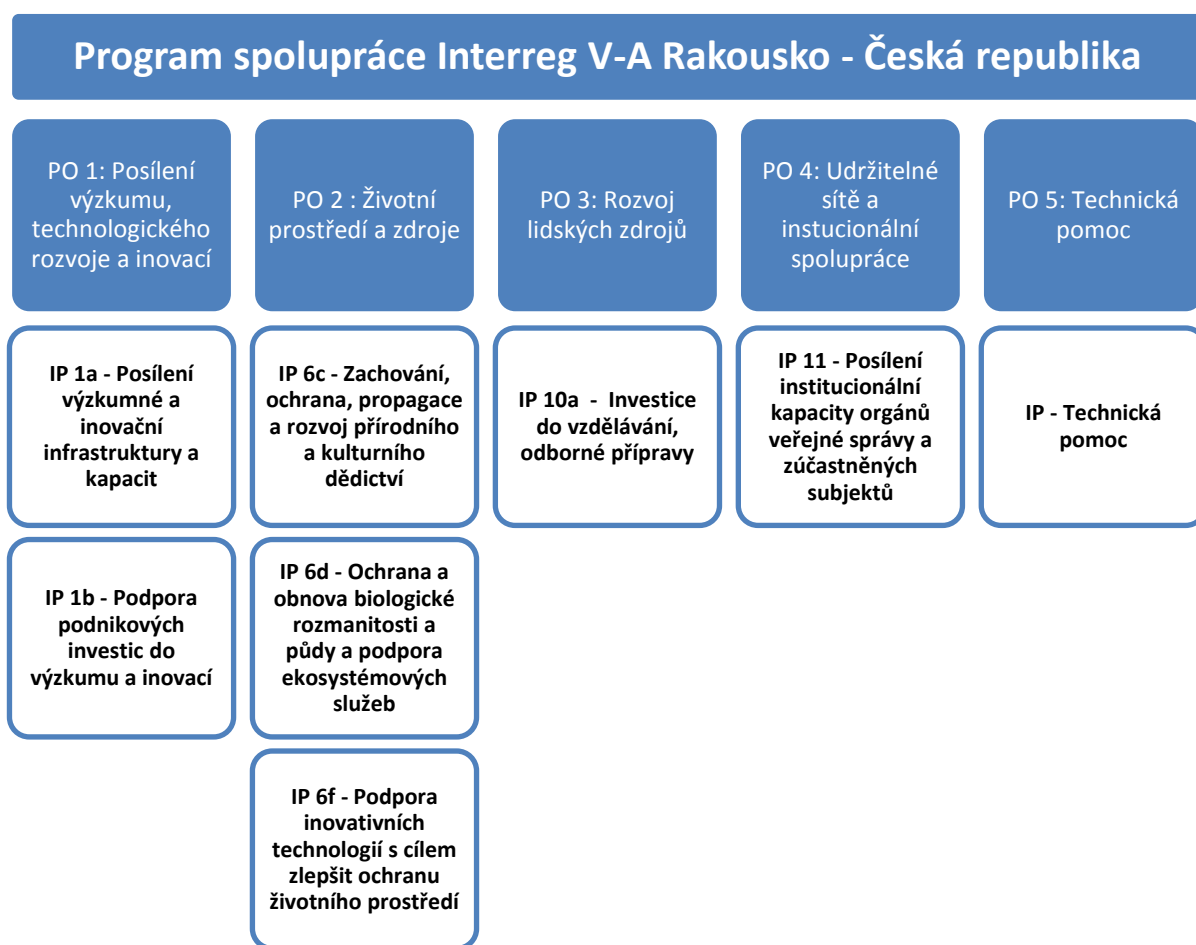 Program spolupráce Interreg V-A Rakousko - Česká republika
PO 1: Posílení
výzkumu,
technologického
rozvoje a inovací
PO 2 : Životní
prostředí a zdroje
PO 3: Rozvoj
lidských zdrojů
PO 4: Udržitelné
sítě a
instucionální
spolupráce
PO 5: Technická
pomoc
IP 1a - Posílení
výzkumné a
inovační
infrastruktury a
kapacit
IP 6c - Zachování,
ochrana, propagace
a rozvoj přírodního
a kulturního
dědictví
IP 10a  -  Investice
do vzdělávání,
odborné přípravy
IP 11 - Posílení
institucionální
kapacity orgánů
veřejné správy a
zúčastněných
subjektů
IP - Technická
pomoc
IP 1b - Podpora
podnikových
investic do
výzkumu a inovací
IP 6d - Ochrana a
obnova biologické
rozmanitosti a
půdy a podpora
ekosystémových
služeb
IP 6f - Podpora
inovativních
technologií s cílem
zlepšit ochranu
životního prostředí